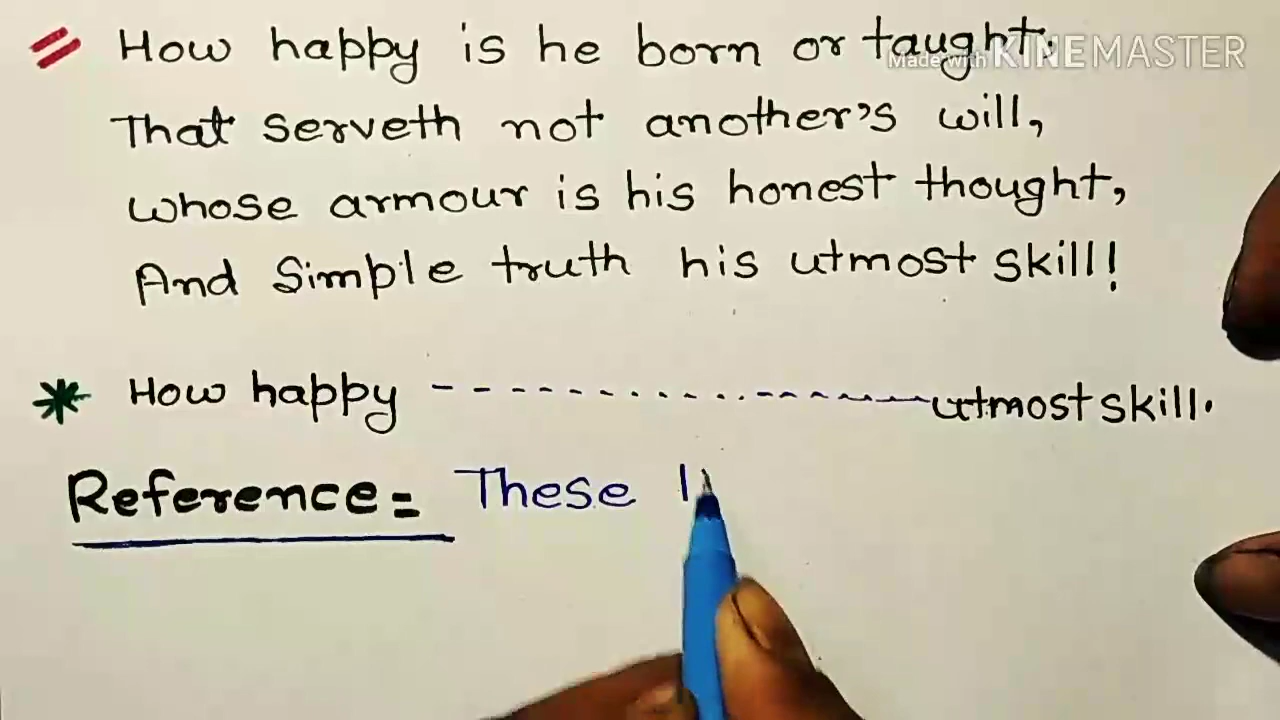 How happy is he born or taught,
Made with KINEMASTER
That serveth not another's will,
whose armour is his honest thought,
And Simple truth his utmost skill!
How happy - - - - - - - - - - - - - - - utmost skill.
Reference = These l